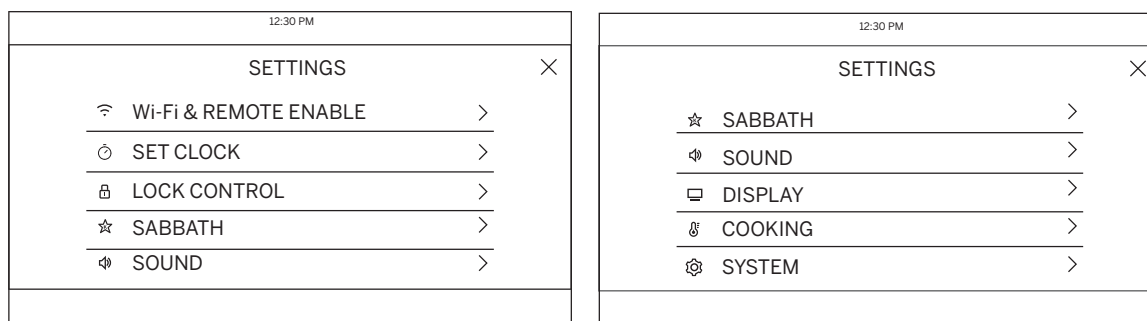 12:30 PM
SETTINGS
Wi-Fi & REMOTE ENABLE
SET CLOCK
LOCK CONTROL
SABBATH
SOUND
12:30 PM
SETTINGS
SABBATH
SOUND
DISPLAY
COOKING
SYSTEM